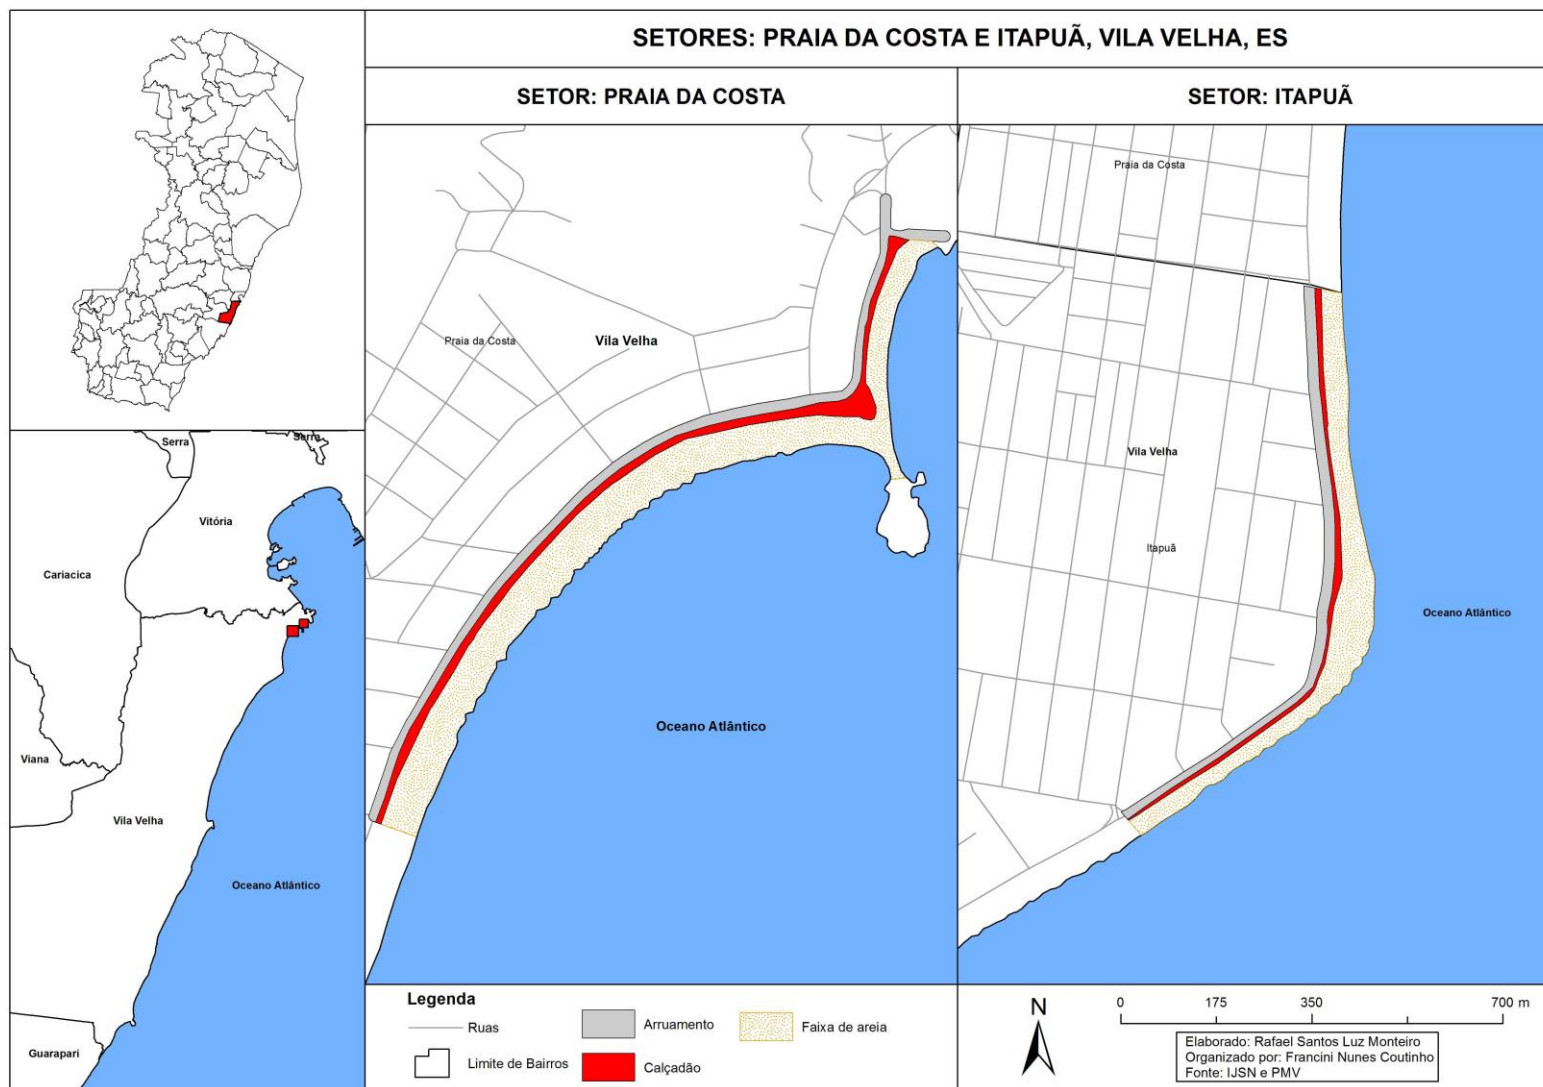 SETORES: PRAIA DA COSTA E ITAPUÃ, VILA VELHA, ES
SETOR: PRAIA DA COSTA
SETOR: ITAPUÃ
Praia da Costa
Vila Velha
Oceano Atlântico
Praia da Costa
Vila Velha
Itapuã
Oceano Atlântico
Serra
Serra
Vitória
Cariacica
Viana
Vila Velha
Oceano Atlântico
Guarapari
Legenda
Ruas
Limite de Bairros
Arruamento
Calçadão
Faixa de areia
N
0 175 350 700 m
Elaborado: Rafael Santos Luz Monteiro
Organizado por: Francini Nunes Coutinho
Fonte: IJSN e PMV